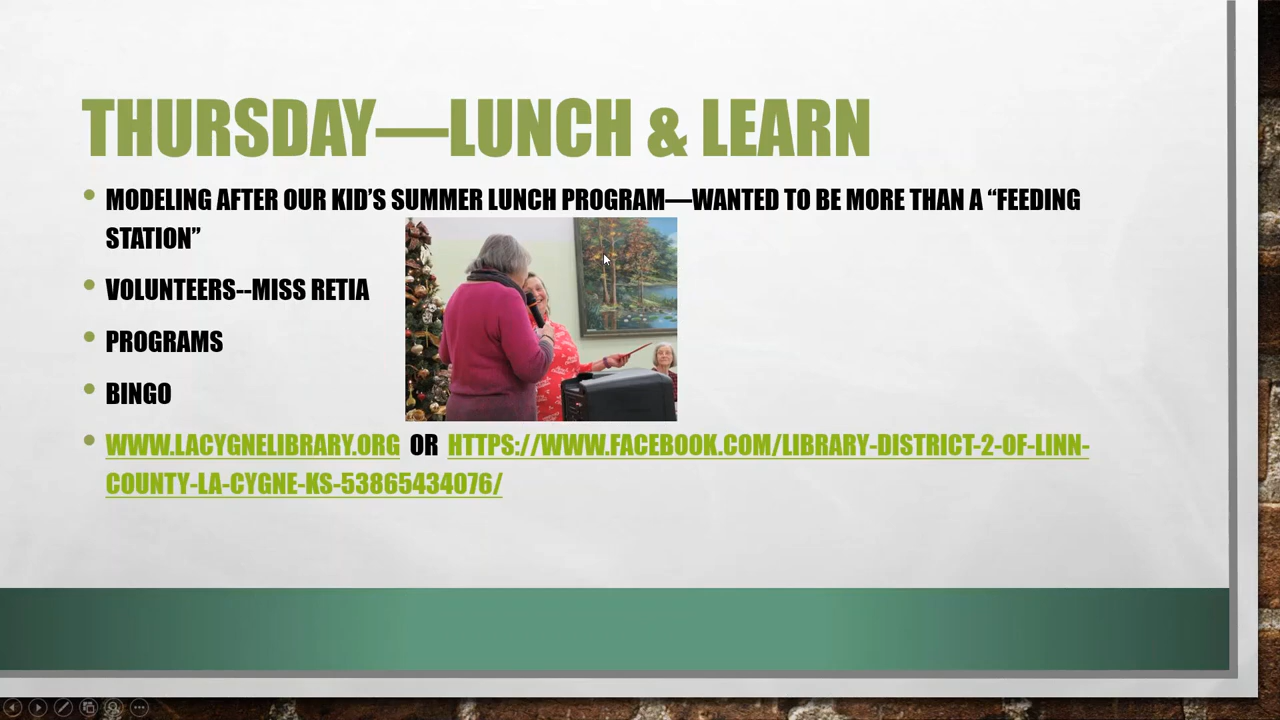 THURSDAY—LUNCH & LEARN
MODELING AFTER OUR KID’S SUMMER LUNCH PROGRAM—WANTED TO BE MORE THAN A “FEEDING
STATION”
VOLUNTEERS--MISS RETIA
PROGRAMS
BINGO
WWW.LACYGNELIBRARY.ORG OR HTTPS://WWW.FACEBOOK.COM/LIBRARY-DISTRICT-2-OF-LINN-
COUNTY-LA-CYGNE-KS-53865434076/